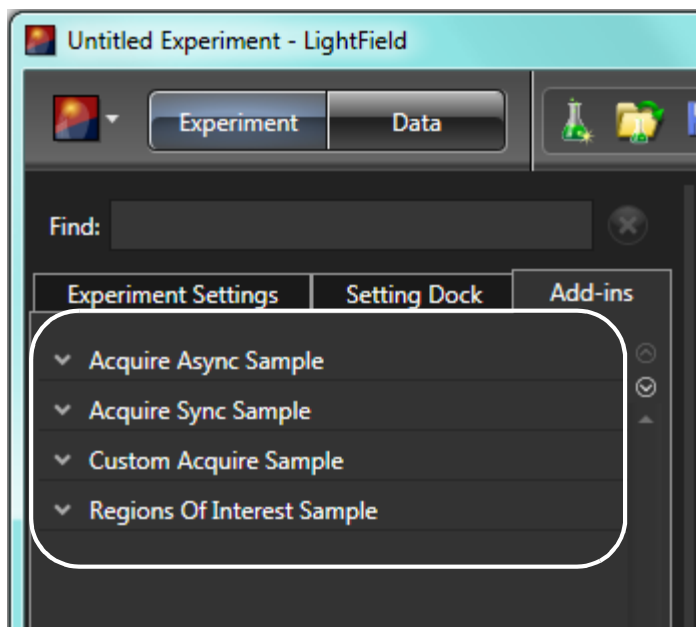 Untitled Experiment - LightField
Experiment Data
Find:
Experiment Settings Setting Dock Add-ins
Acquire Async Sample
Acquire Sync Sample
Custom Acquire Sample
Regions Of Interest Sample